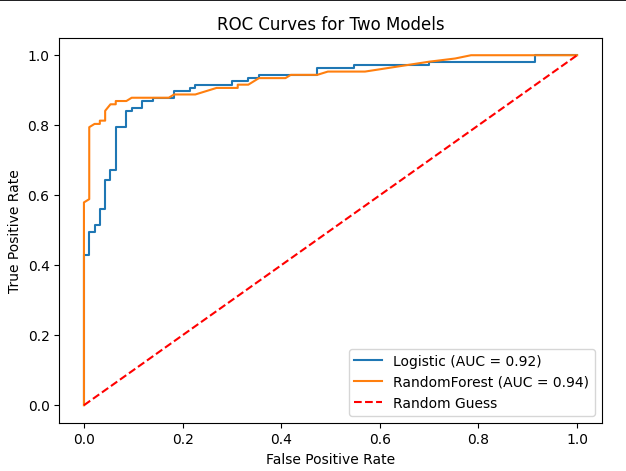 ROC Curves for Two Models
True Positive Rate
1.0
0.8
0.6
0.4
0.2
0.0
Logistic (AUC = 0.92)
RandomForest (AUC = 0.94)
Random Guess
0.0 0.2 0.4 0.6 0.8 1.0
False Positive Rate